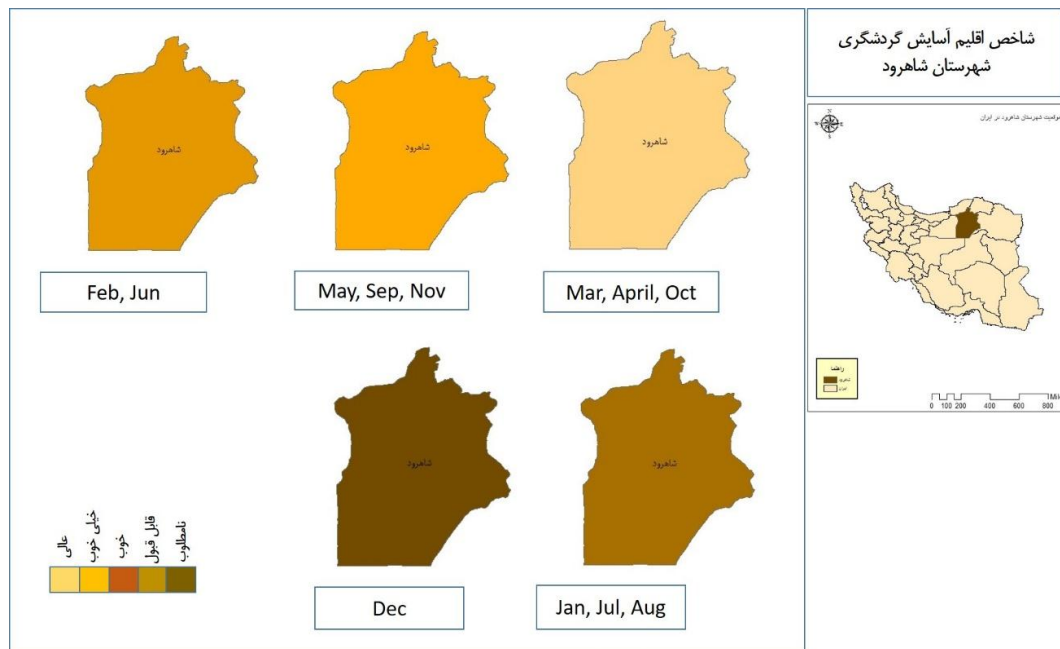 شاخص اقلیم آسایش گردشگری
شهرستان شاهرود
شاهرود
شاهرود
شاهرود
Feb, Jun
May, Sep, Nov
Mar, April, Oct
موقعیت شهرستان شاهرود در ایران
راهنما
شاهرود
ایران
0 100 200 400 600 800
شاهرود
شاهرود
Dec
Jan, Jul, Aug
عالی
خیلی خوب
خوب
قابل قبول
نامطلوب